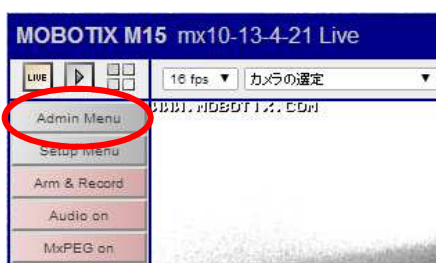 MOBOTIX M15 mx10-13-4-21 Live
LIVE 16 fps カメラの選定
WWW.MOBOTIX.COM
Admin Menu
Setup Menu
Arm & Record
Audio on
MxPEG on